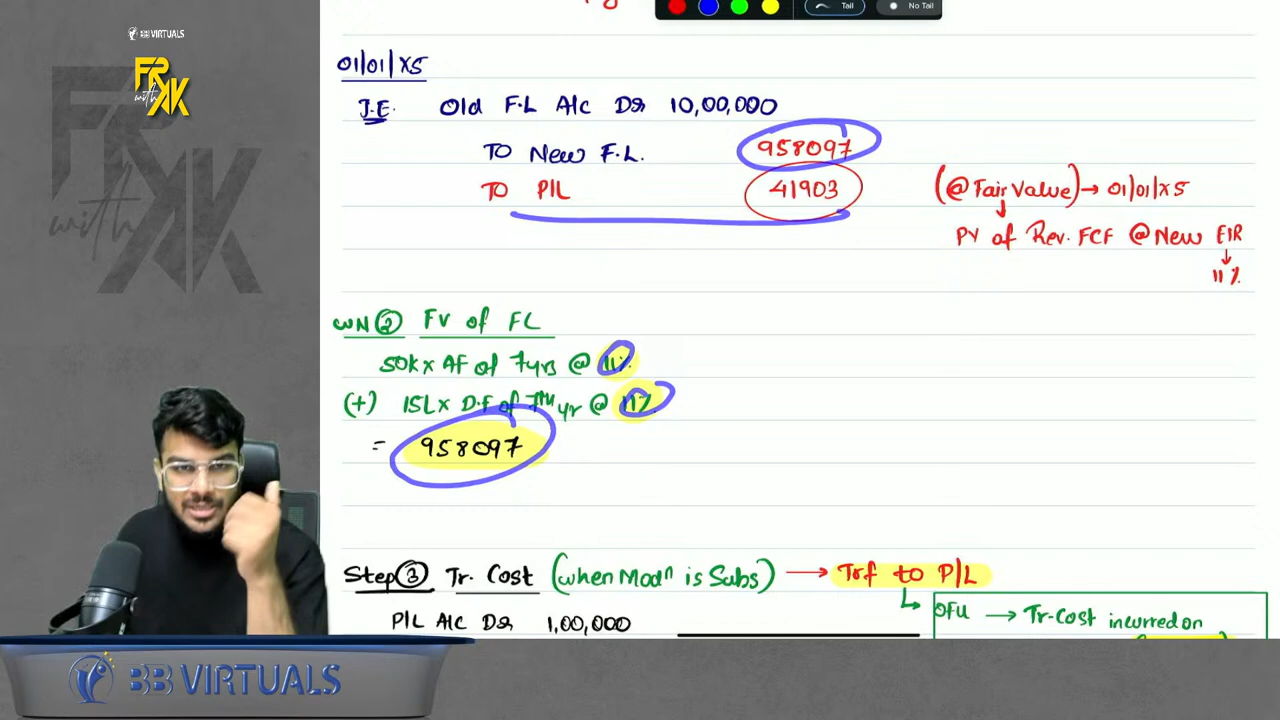 Tail
No Tail
BB VIRTUALS
FR
with
AK
FR
with
AK
01/01/X5
J.E. Old F.L A/c Dr 10,00,000
TO New F.L. 958097
TO P/L 41903
(@ Fair Value) → 01/01/X5
PV of Rev. FCF @ New EIR
↓
11%
WN② FV of FL
50K x AF of 7yrs @ 11%
(+) 15L x D.F of 7th yr @ 11%
= 958097
Step③ Tr. Cost (when Modn is Subs) → Trf to P/L
P/L A/c Dr 1,00,000
OFU → Tr-Cost incurred on
BB VIRTUALS